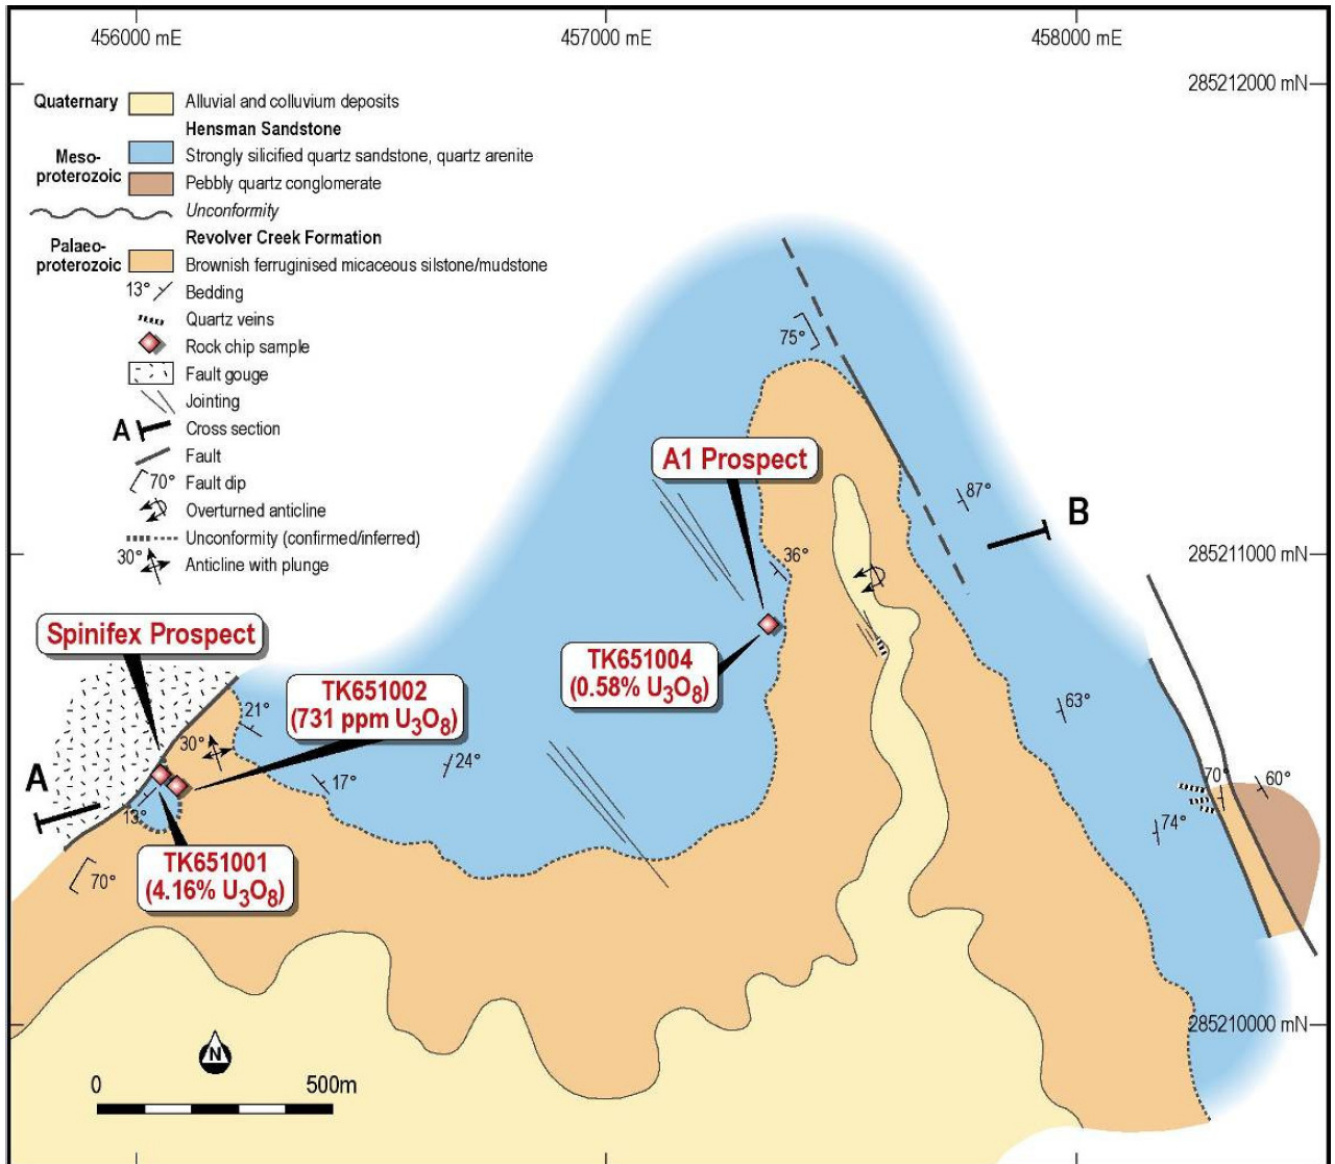 456000 mE
457000 mE
458000 mE
285212000 mN
Quaternary
Alluvial and colluvium deposits
Hensman Sandstone
Meso-
proterozoic
Strongly silicified quartz sandstone, quartz arenite
Pebbly quartz conglomerate
Unconformity
Palaeo-
proterozoic
Revolver Creek Formation
Brownish ferruginised micaceous silstone/mudstone
13° Bedding
Quartz veins
Rock chip sample
Fault gouge
Jointing
A Cross section
Fault
70° Fault dip
Overturned anticline
Unconformity (confirmed/inferred)
30° Anticline with plunge
75°
A1 Prospect
87°
B
285211000 mN
36°
Spinifex Prospect
TK651004
(0.58% U₃O₈)
TK651002
(731 ppm U₃O₈)
21°
63°
30°
24°
17°
A
13°
70°
60°
74°
TK651001
(4.16% U₃O₈)
70°
285210000 mN
N
0 500m